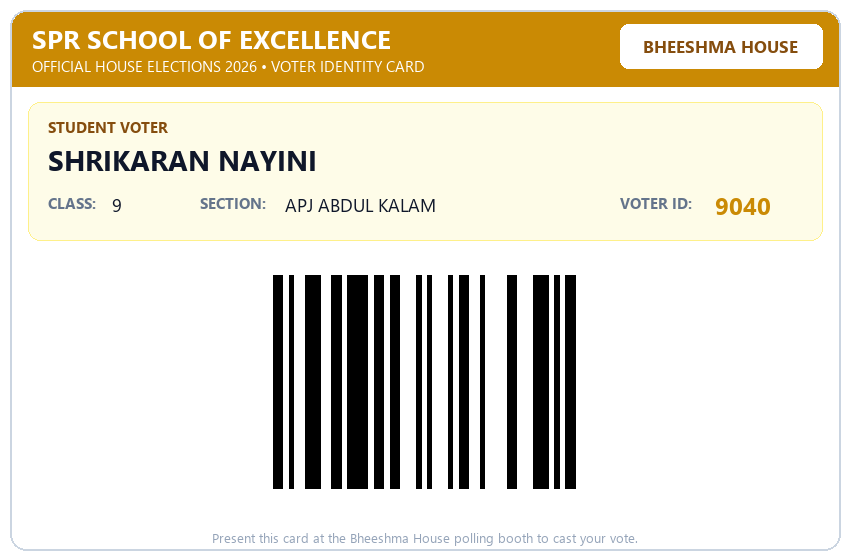 SPR SCHOOL OF EXCELLENCE
OFFICIAL HOUSE ELECTIONS 2026 • VOTER IDENTITY CARD
BHEESHMA HOUSE
STUDENT VOTER
SHRIKARAN NAYINI
CLASS: 9 SECTION: APJ ABDUL KALAM VOTER ID: 9040
Present this card at the Bheeshma House polling booth to cast your vote.